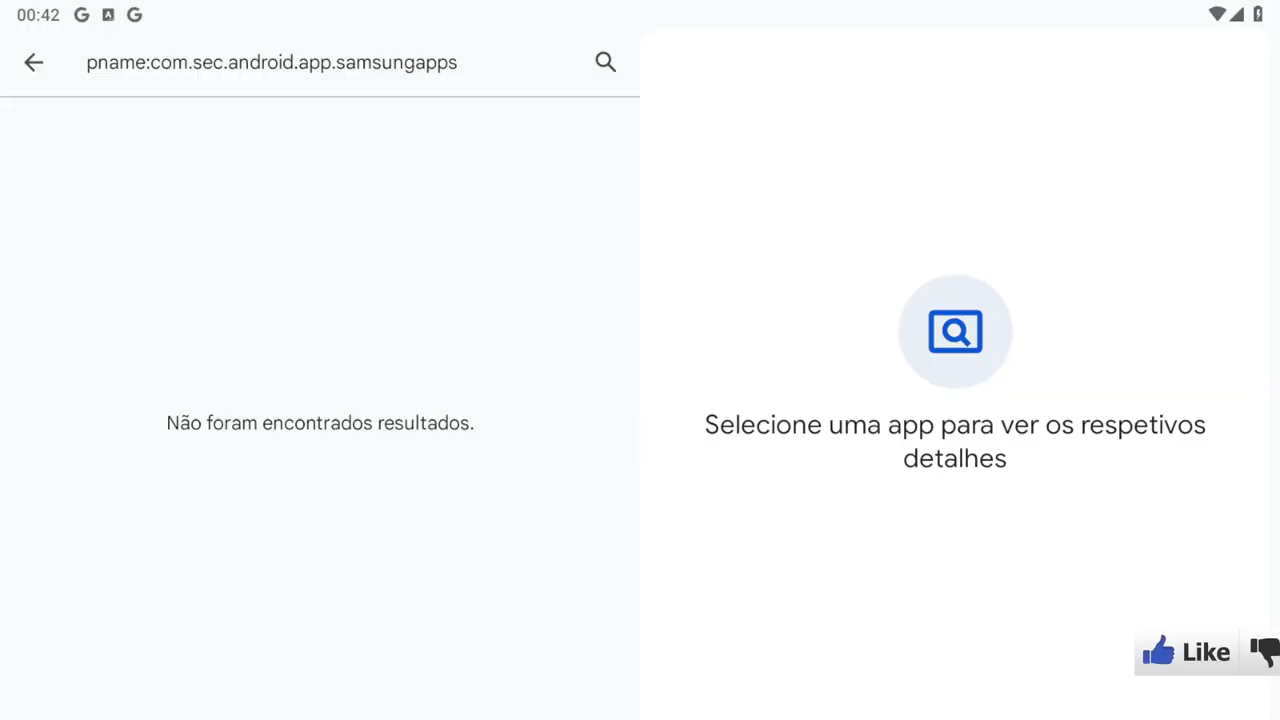 00:42
pname:com.sec.android.app.samsungapps
Não foram encontrados resultados.
Selecione uma app para ver os respetivos
detalhes
Like